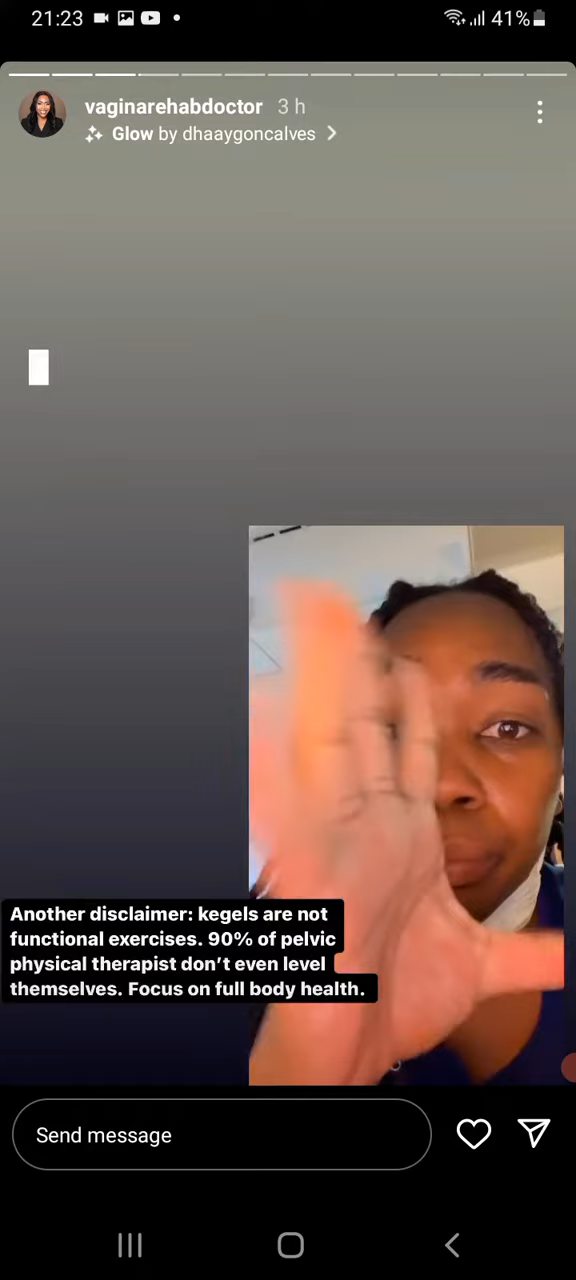 21:23
41%
vaginarehabdoctor 3 h
Glow by dhaaygoncalves
Another disclaimer: kegels are not
functional exercises. 90% of pelvic
physical therapist don't even level
themselves. Focus on full body health.
Send message